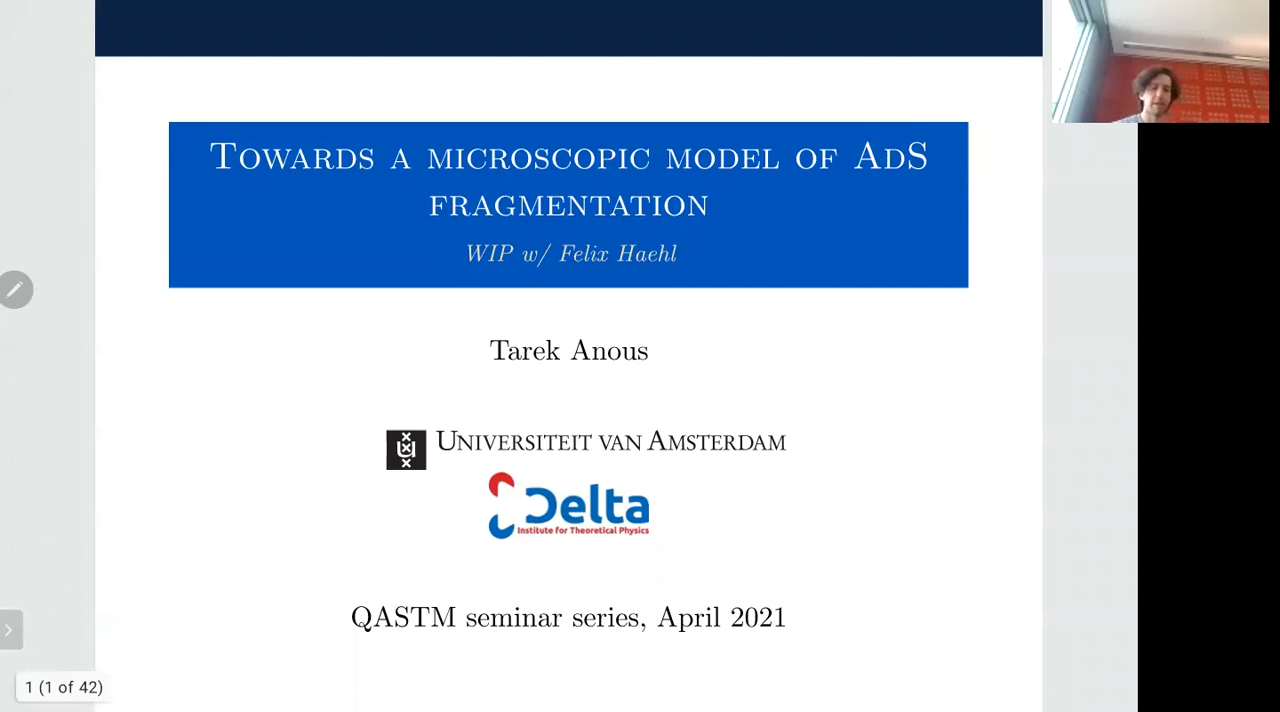 TOWARDS A MICROSCOPIC MODEL OF ADS
FRAGMENTATION
WIP w/ Felix Haehl
Tarek Anous
UNIVERSITEIT VAN AMSTERDAM
Delta
Institute for Theoretical Physics
QASTM seminar series, April 2021
1 (1 of 42)